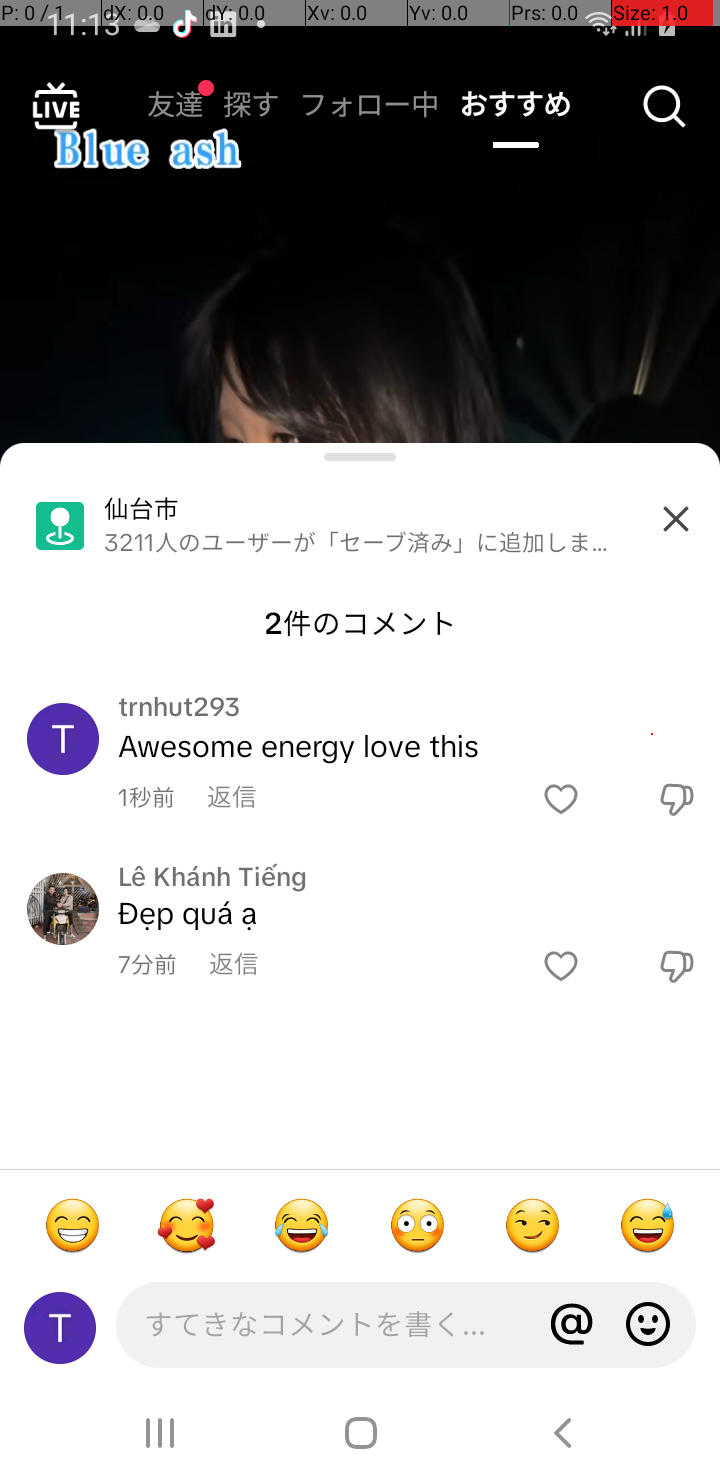 P: 0 / 1 dX: 0.0 dY: 0.0 Xv: 0.0 Yv: 0.0 Prs: 0.0 Size: 1.0
11:13
LIVE 友達 探す フォロー中 おすすめ
Blue ash
仙台市
3211人のユーザーが「セーブ済み」に追加しま...
2件のコメント
trnhut293
T
Awesome energy love this
1秒前 返信
Lê Khánh Tiếng
Đẹp quá ạ
7分前 返信
T すてきなコメントを書く... @